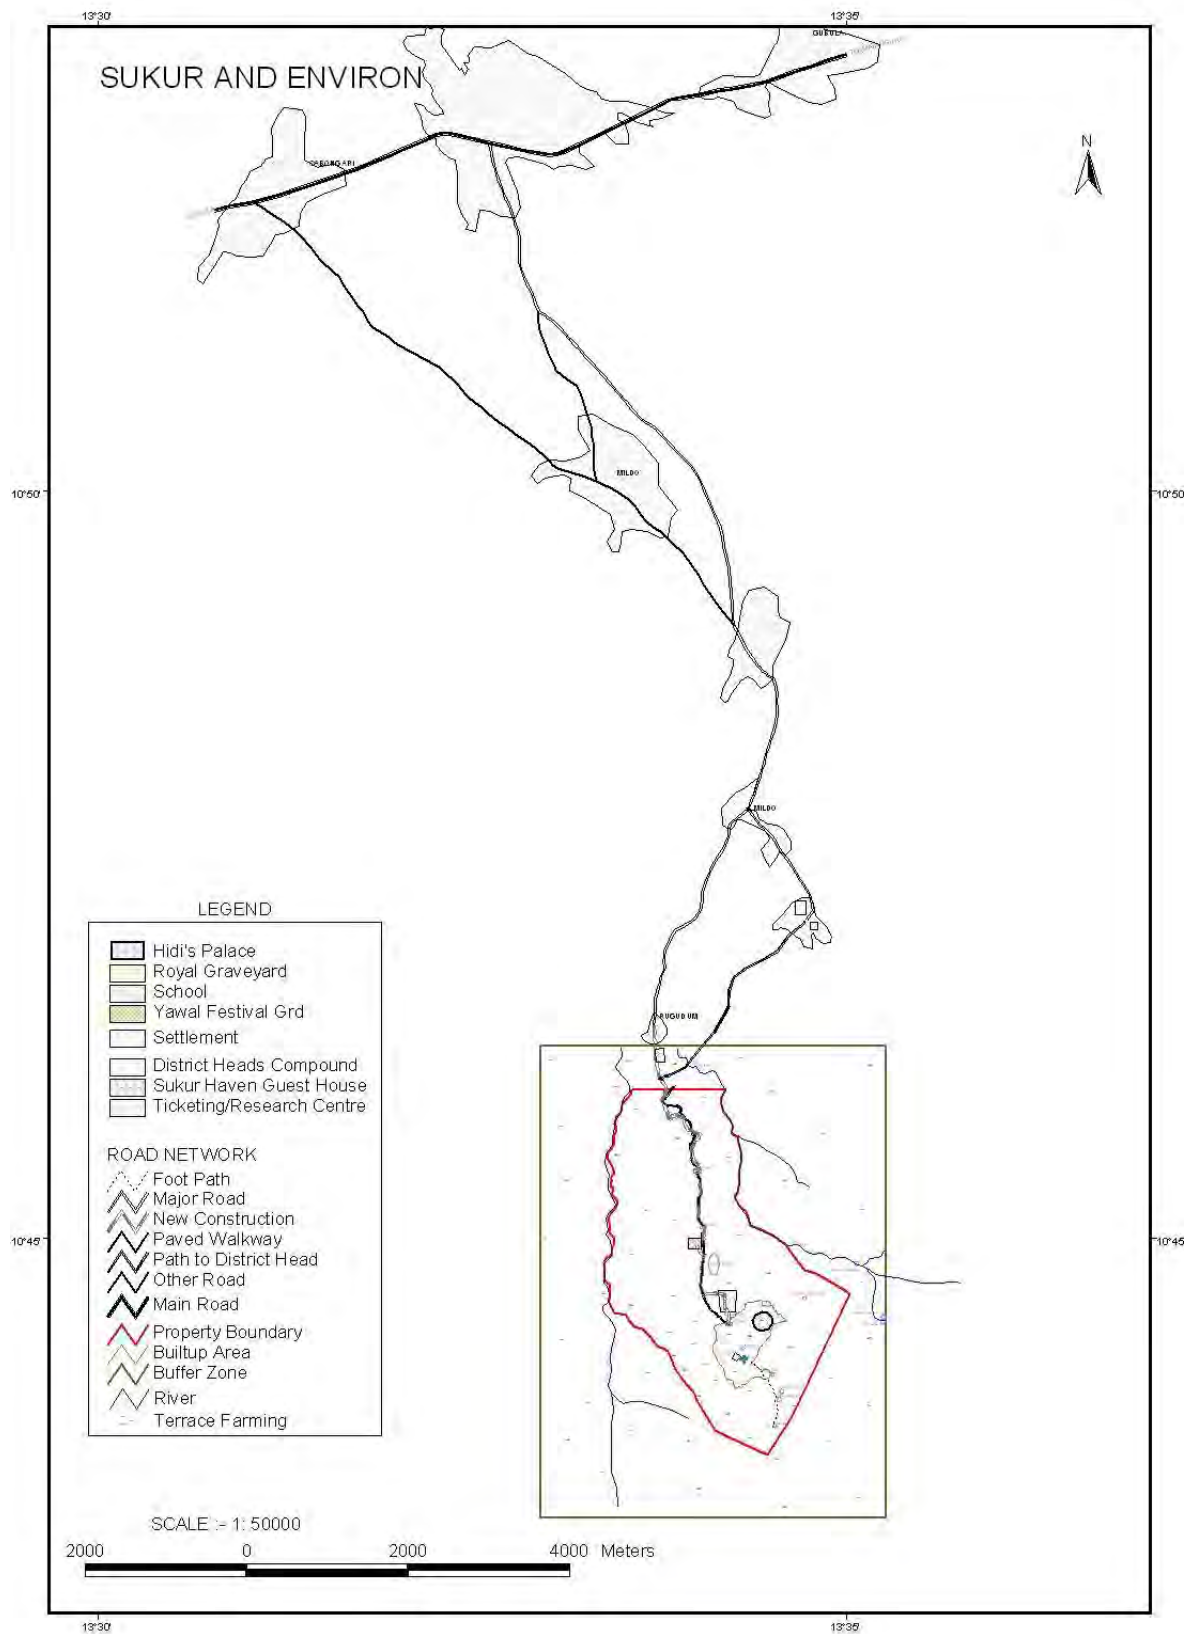 13°30'
13°35'
SUKUR AND ENVIRON
GUBULA
N
10°50'
10°50'
MILDO
LEGEND
Hidi's Palace
Royal Graveyard
School
Yawal Festival Grd
Settlement
District Heads Compound
Sukur Haven Guest House
Ticketing/Research Centre
ROAD NETWORK
Foot Path
Major Road
New Construction
Paved Walkway
Path to District Head
Other Road
Main Road
Property Boundary
Builtup Area
Buffer Zone
River
Terrace Farming
10°45'
10°45'
SCALE :- 1: 50000
2000 0 2000 4000 Meters
13°30'
13°35'